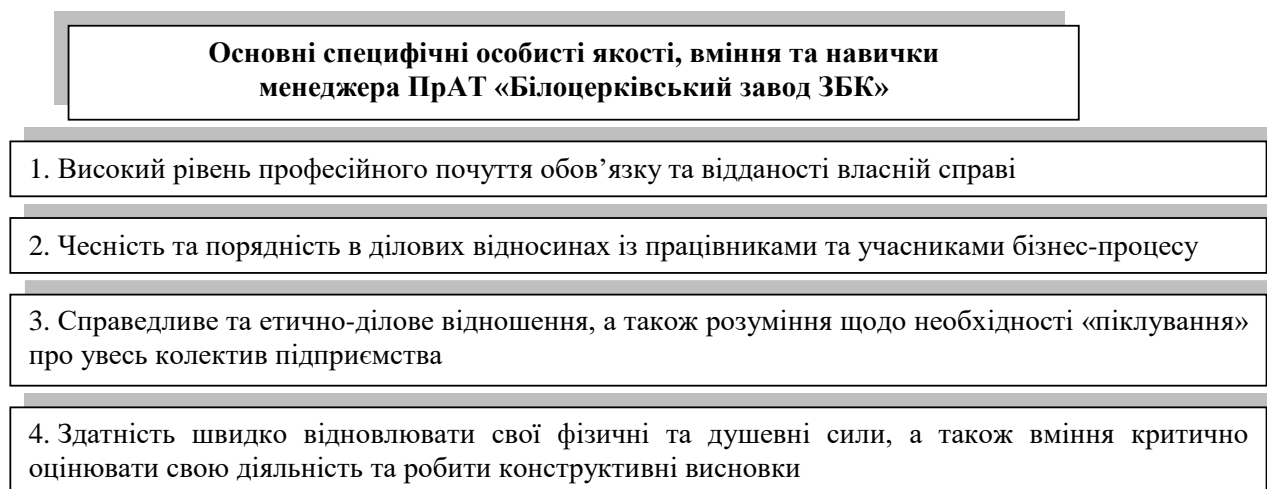 Основні специфічні особисті якості, вміння та навички
менеджера ПрАТ «Білоцерківський завод ЗБК»
1. Високий рівень професійного почуття обов’язку та відданості власній справі
2. Чесність та порядність в ділових відносинах із працівниками та учасниками бізнес-процесу
3. Справедливе та етично-ділове відношення, а також розуміння щодо необхідності «піклування»
про увесь колектив підприємства
4. Здатність швидко відновлювати свої фізичні та душевні сили, а також вміння критично
оцінювати свою діяльність та робити конструктивні висновки